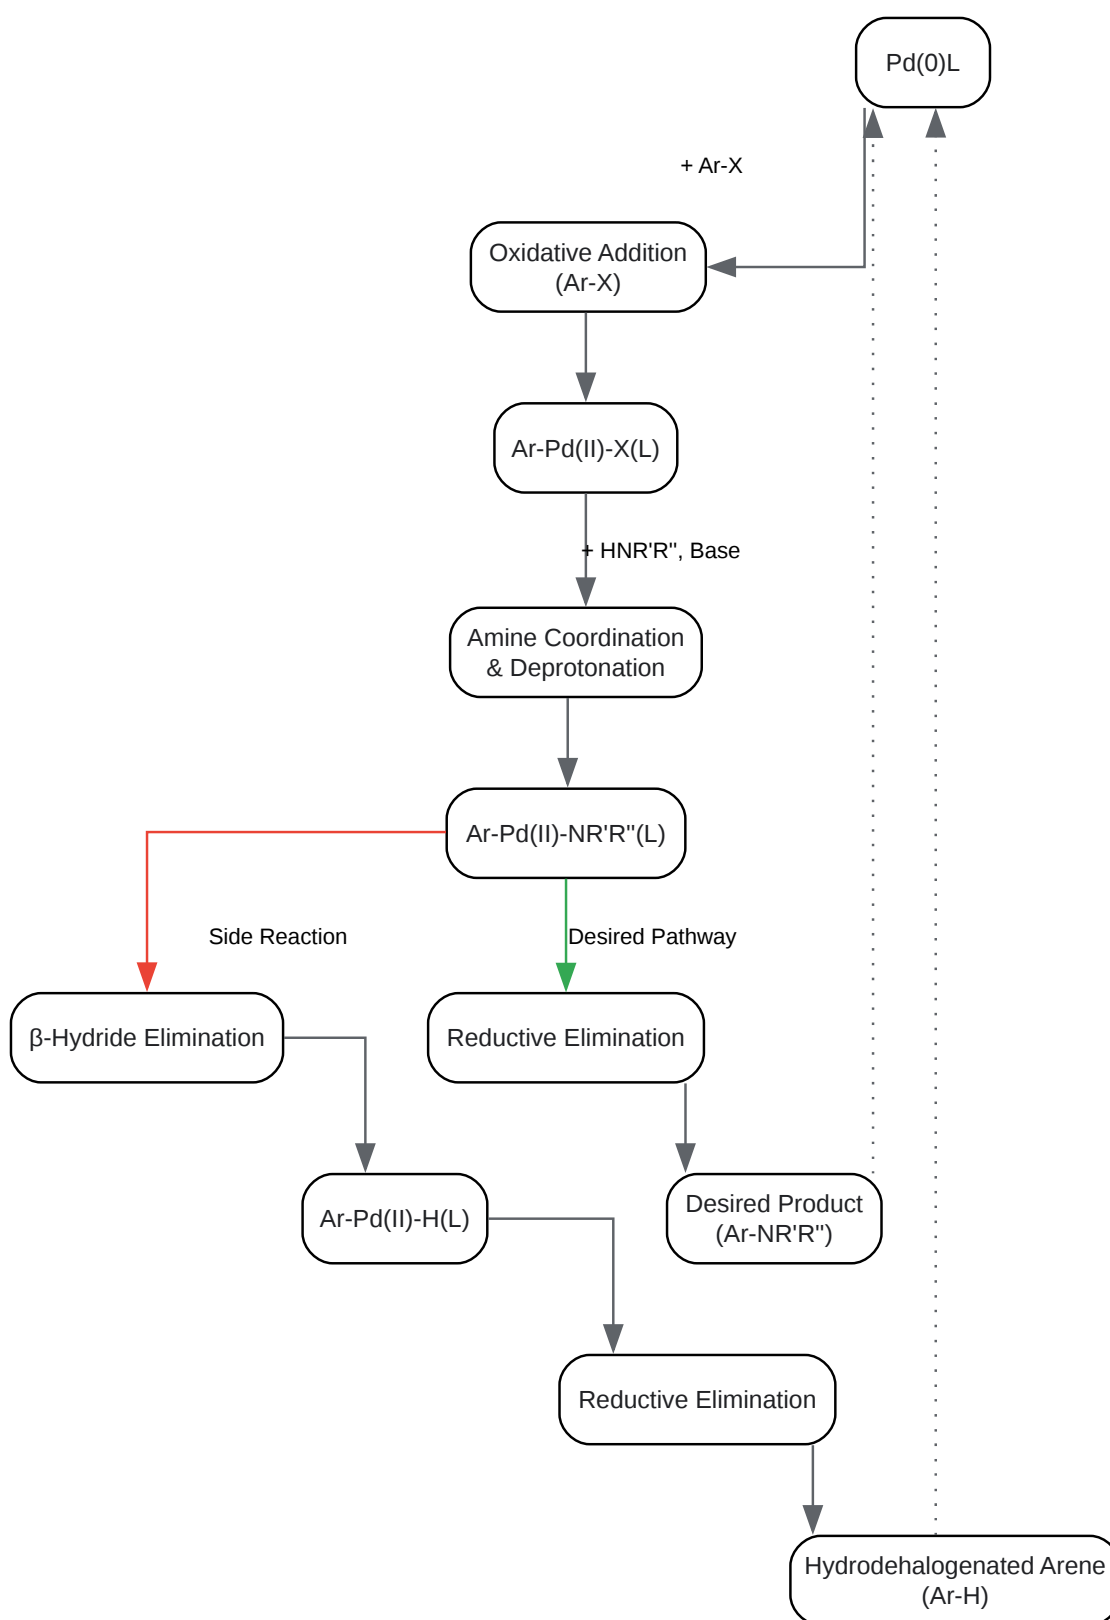 Pd(0)L
+ Ar-X
Oxidative Addition
(Ar-X)
Ar-Pd(II)-X(L)
+ HNR'R'', Base
Amine Coordination
& Deprotonation
Ar-Pd(II)-NR'R''(L)
Side Reaction
Desired Pathway
β-Hydride Elimination
Reductive Elimination
Ar-Pd(II)-H(L)
Desired Product
(Ar-NR'R'')
Reductive Elimination
Hydrodehalogenated Arene
(Ar-H)